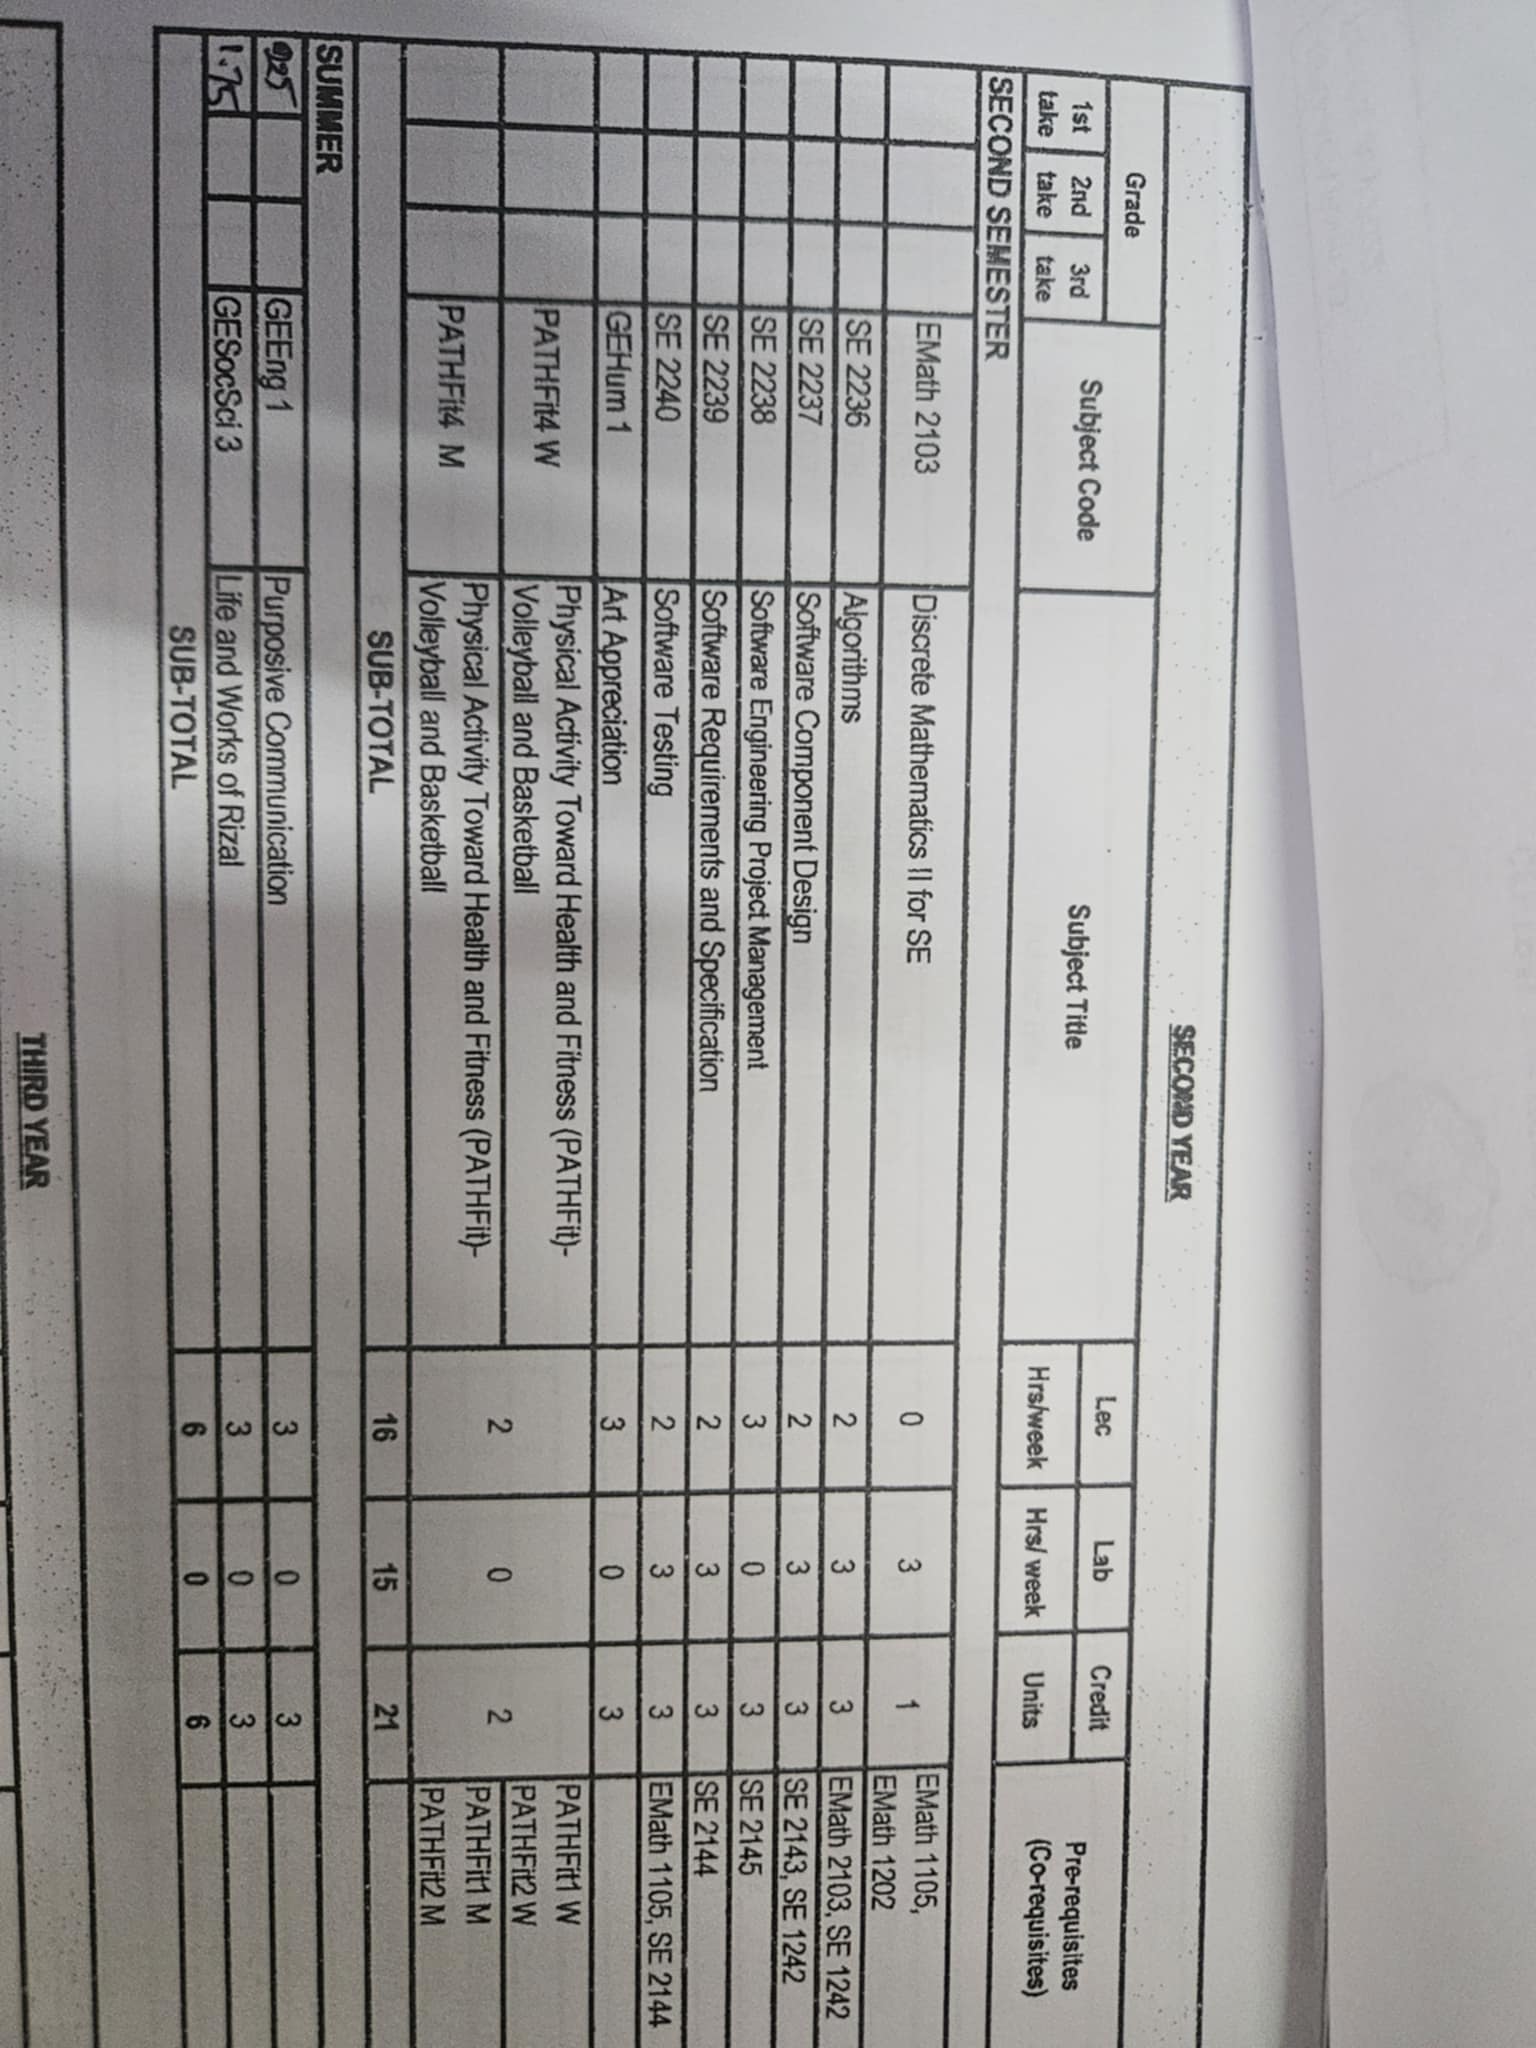 SECOND YEAR
Grade
Subject Code
Subject Title
Lec
Lab
Credit
Pre-requisites
(Co-requisites)
1st take
2nd take
3rd take
Hrs/week
Hrs/ week
Units
SECOND SEMESTER
EMath 2103 Discrete Mathematics II for SE 0 3 1 EMath 1105,
EMath 1202
SE 2236 Algorithms 2 3 3 EMath 2103, SE 1242
SE 2237 Software Component Design 2 3 3 SE 2143, SE 1242
SE 2238 Software Engineering Project Management 3 0 3 SE 2145
SE 2239 Software Requirements and Specification 2 3 3 SE 2144
SE 2240 Software Testing 2 3 3 EMath 1105, SE 2144
GEHum 1 Art Appreciation 3 0 3
PATHFit4 W Physical Activity Toward Health and Fitness (PATHFit)- PATHFit1 W
Volleyball and Basketball PATHFit2 W
2 0 2
PATHFit4 M Physical Activity Toward Health and Fitness (PATHFit)- PATHFit1 M
Volleyball and Basketball PATHFit2 M
SUB-TOTAL 16 15 21
SUMMER
GEEng 1 Purposive Communication 3 0 3
1.75 GESocSci 3 Life and Works of Rizal 3 0 3
SUB-TOTAL 6 0 6
THIRD YEAR